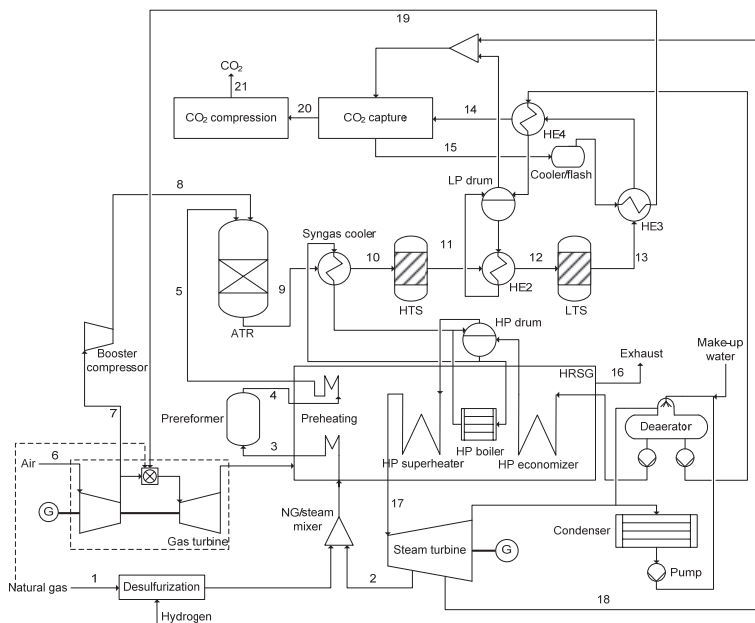 19
CO2
21
CO2 compression
20
CO2 capture
14
HE4
15
Cooler/flash
LP drum
HE3
8
Syngas cooler
5
9
10
11
12
13
ATR
HTS
HE2
LTS
HP drum
Booster
compressor
Exhaust
16
HRSG
Make-up
water
7
Prereformer
4
Preheating
3
HP superheater
HP boiler
HP economizer
Deaerator
6
Air
G
Gas turbine
NG/steam
mixer
17
Steam turbine
G
Condenser
Pump
Natural gas
1
Desulfurization
2
18
Hydrogen